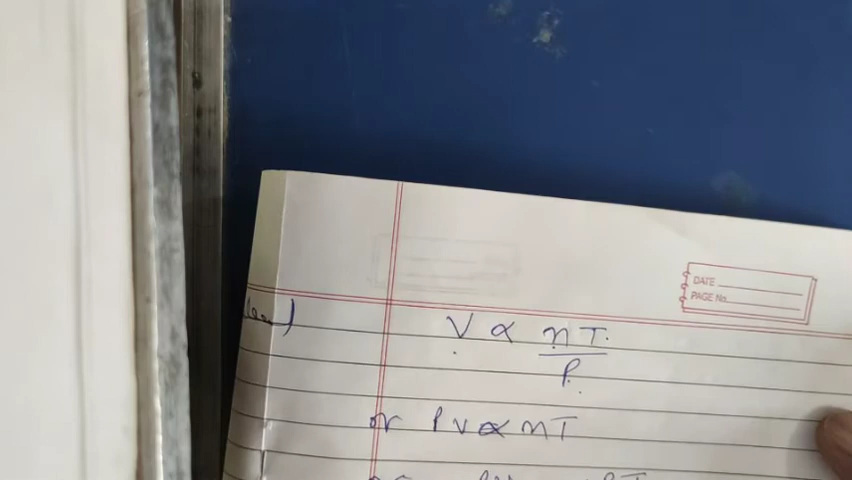 DATE
PAGE No.
V ∝ nT
P
or PV ∝ nT